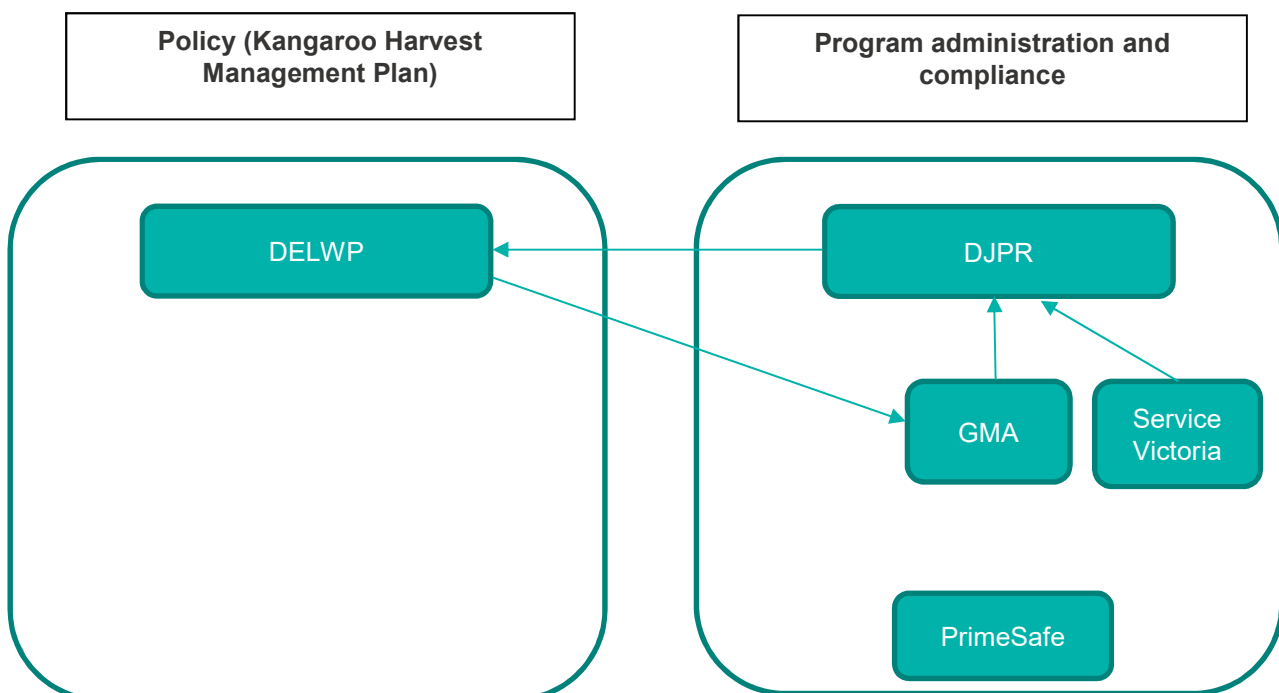 Policy (Kangaroo Harvest
Management Plan)
Program administration and
compliance
DELWP
DJPR
GMA
Service
Victoria
PrimeSafe